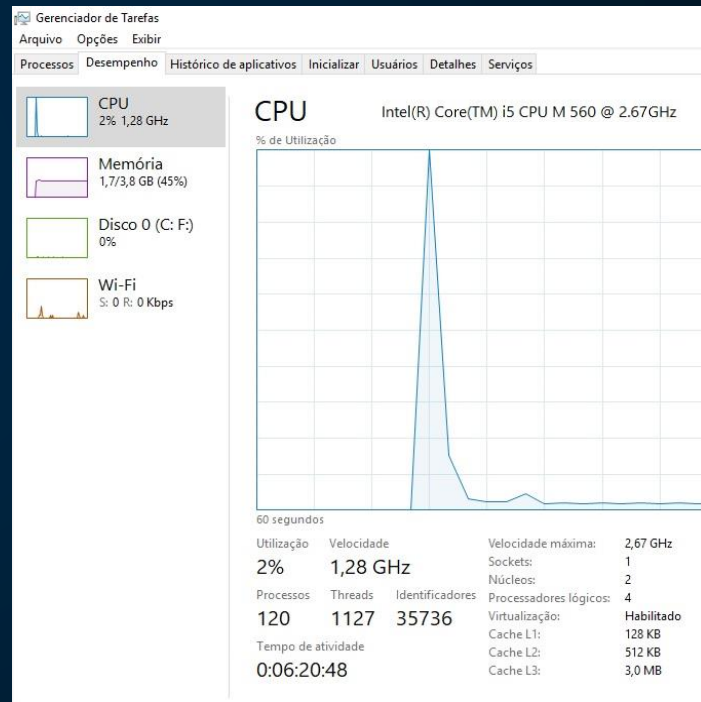 Gerenciador de Tarefas
Arquivo Opções Exibir
Processos Desempenho Histórico de aplicativos Inicializar Usuários Detalhes Serviços
CPU
2% 1,28 GHz
Memória
1,7/3,8 GB (45%)
Disco 0 (C: F:)
0%
Wi-Fi
S: 0 R: 0 Kbps
CPU Intel(R) Core(TM) i5 CPU M 560 @ 2.67GHz
% de Utilização
60 segundos
Utilização Velocidade
2% 1,28 GHz
Processos Threads Identificadores
120 1127 35736
Tempo de atividade
0:06:20:48
Velocidade máxima: 2,67 GHz
Sockets: 1
Núcleos: 2
Processadores lógicos: 4
Virtualização: Habilitado
Cache L1: 128 KB
Cache L2: 512 KB
Cache L3: 3,0 MB